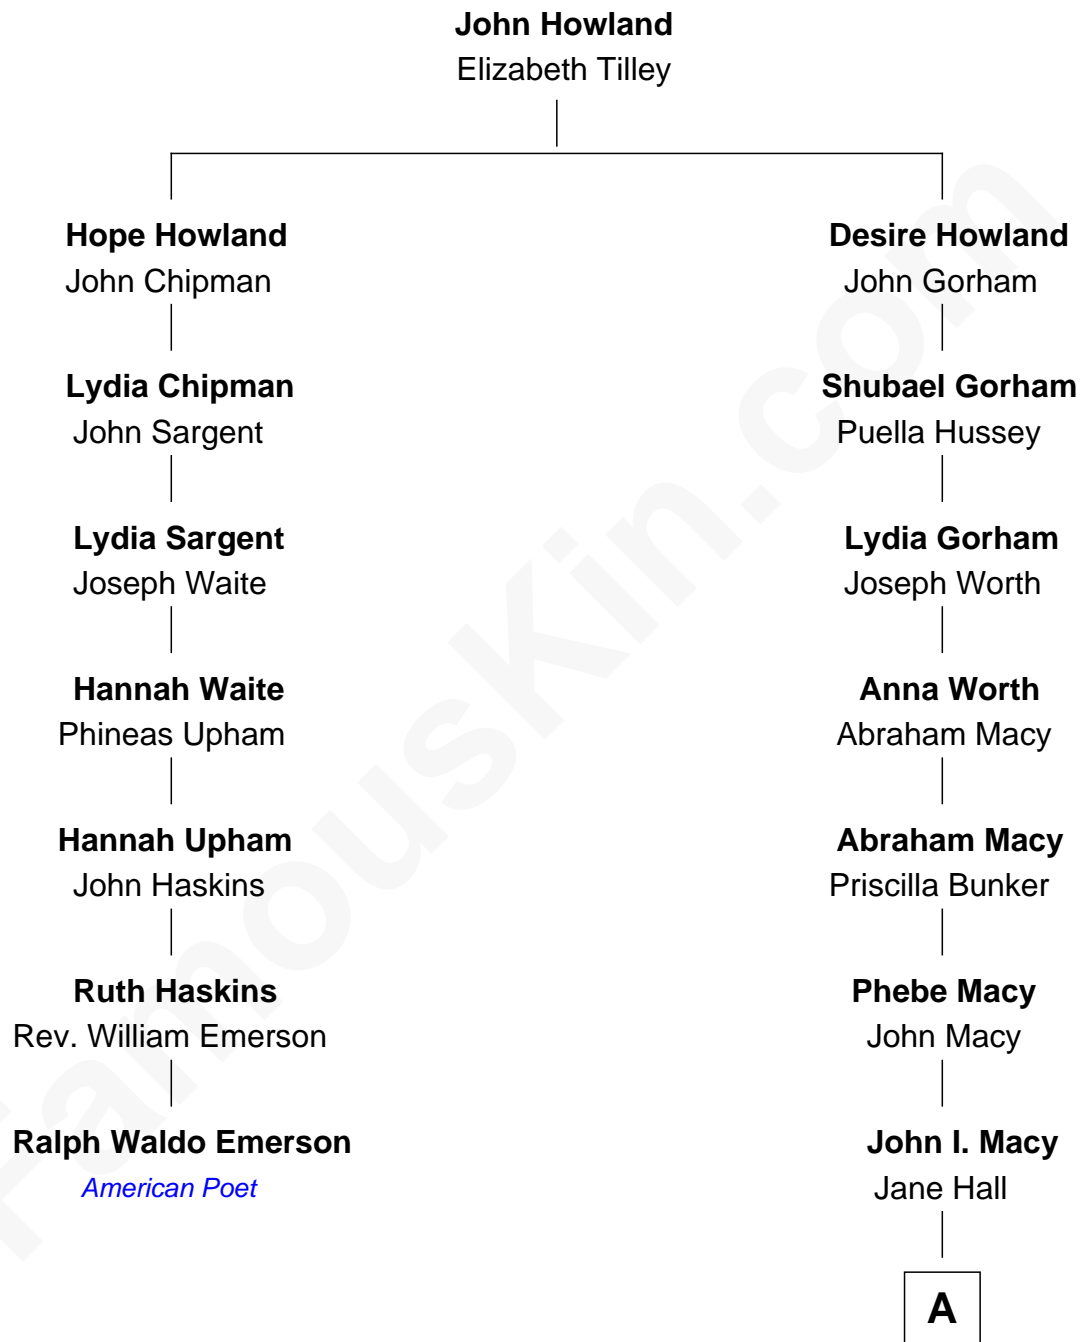 John Howland
Elizabeth Tilley
Hope Howland
John Chipman
Desire Howland
John Gorham
Lydia Chipman
John Sargent
Shubael Gorham
Puella Hussey
Lydia Sargent
Joseph Waite
Lydia Gorham
Joseph Worth
Hannah Waite
Phineas Upham
Anna Worth
Abraham Macy
Hannah Upham
John Haskins
Abraham Macy
Priscilla Bunker
Ruth Haskins
Rev. William Emerson
Phebe Macy
John Macy
Ralph Waldo Emerson
American Poet
John I. Macy
Jane Hall
A
FamousKin.com